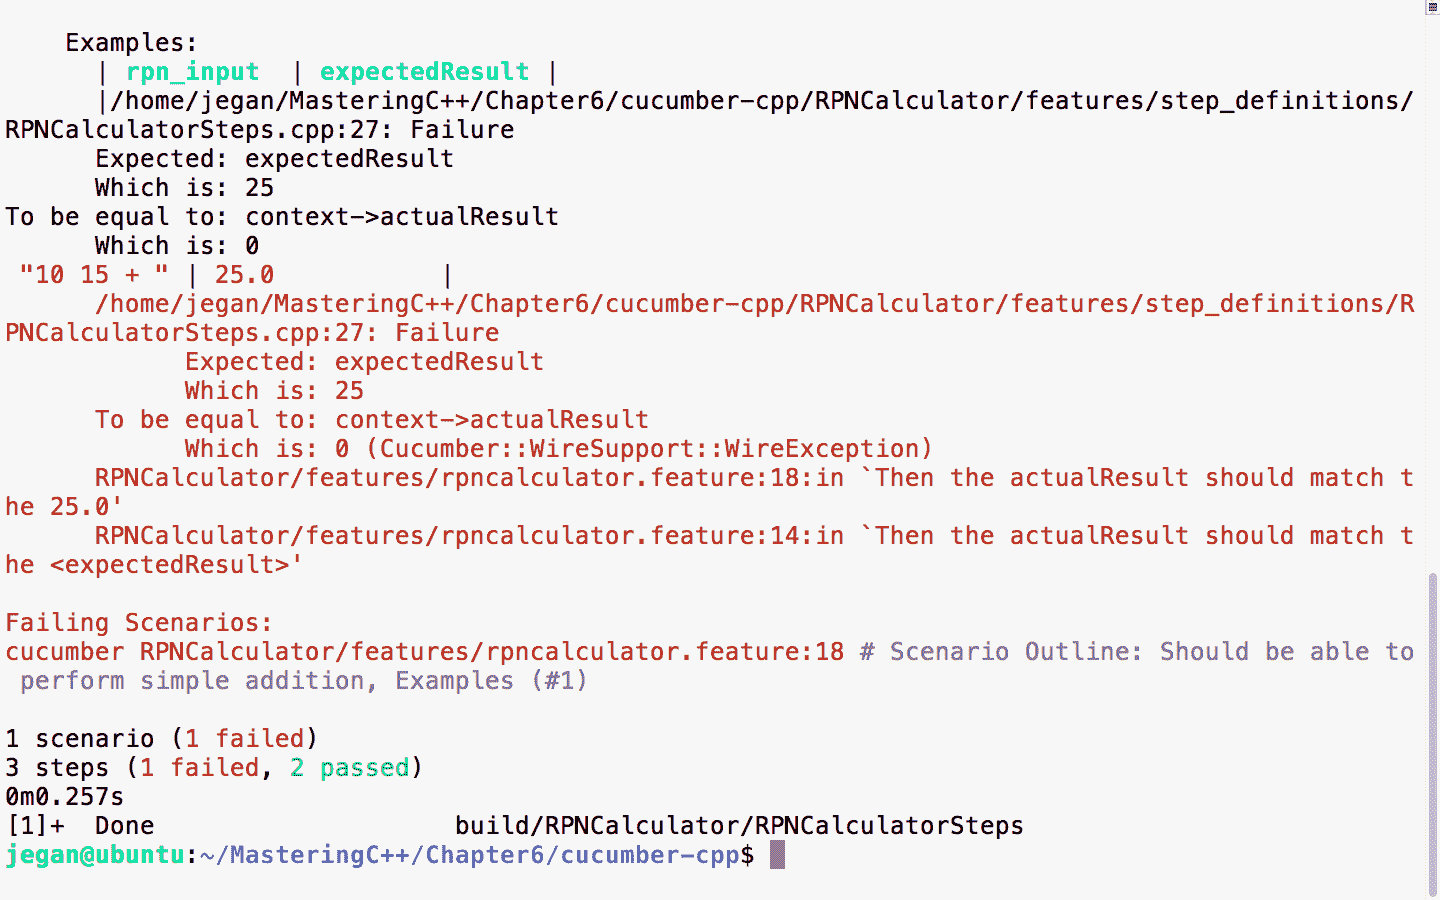 Examples:
| rpn_input  | expectedResult |
|/home/jegan/MasteringC++/Chapter6/cucumber-cpp/RPNCalculator/features/step_definitions/
RPNCalculatorSteps.cpp:27: Failure
Expected: expectedResult
Which is: 25
To be equal to: context->actualResult
Which is: 0
"10 15 + " | 25.0           |
/home/jegan/MasteringC++/Chapter6/cucumber-cpp/RPNCalculator/features/step_definitions/R
PNCalculatorSteps.cpp:27: Failure
Expected: expectedResult
Which is: 25
To be equal to: context->actualResult
Which is: 0 (Cucumber::WireSupport::WireException)
RPNCalculator/features/rpncalculator.feature:18:in `Then the actualResult should match t
he 25.0'
RPNCalculator/features/rpncalculator.feature:14:in `Then the actualResult should match t
he <expectedResult>'
Failing Scenarios:
cucumber RPNCalculator/features/rpncalculator.feature:18 # Scenario Outline: Should be able to
perform simple addition, Examples (#1)
1 scenario (1 failed)
3 steps (1 failed, 2 passed)
0m0.257s
[1]+  Done                    build/RPNCalculator/RPNCalculatorSteps
jegan@ubuntu:~/MasteringC++/Chapter6/cucumber-cpp$